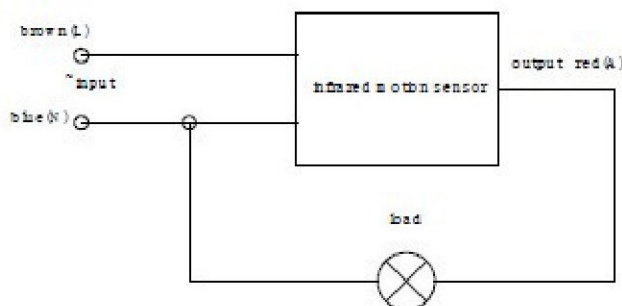 brown(L)
~input
blue(N)
infrared motion sensor
output red(A)
load